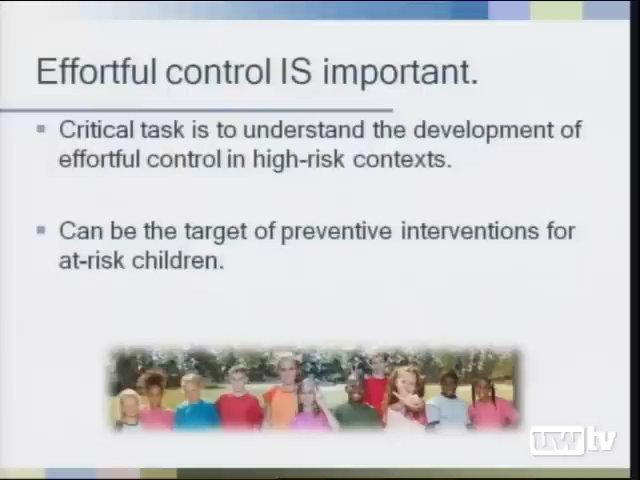 Effortful control IS important.
Critical task is to understand the development of
effortful control in high-risk contexts.
Can be the target of preventive interventions for
at-risk children.
uwtv